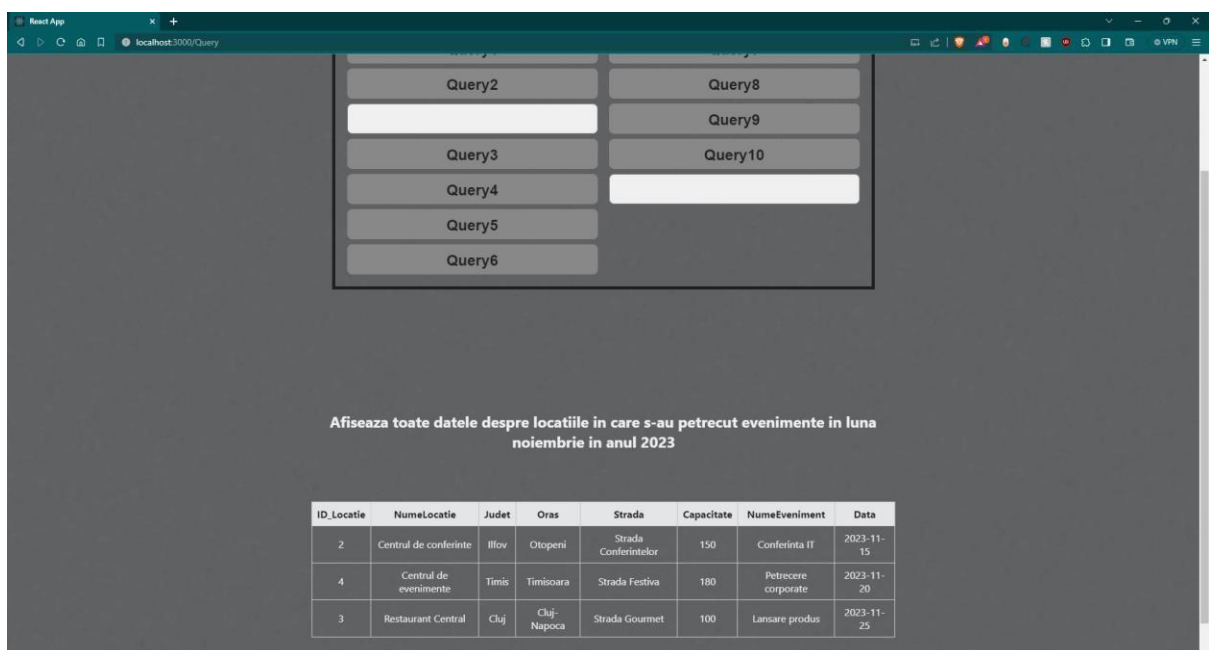 React App
localhost:3000/Query
VPN
Query2
Query8
Query9
Query3
Query10
Query4
Query5
Query6
Afiseaza toate datele despre locatiile in care s-au petrecut evenimente in luna
noiembrie in anul 2023
ID_Locatie NumeLocatie Judet Oras Strada Capacitate NumeEveniment Data
2 Centrul de conferinte Ilfov Otopeni Strada Conferintelor 150 Conferinta IT 2023-11-15
4 Centrul de evenimente Timis Timisoara Strada Festiva 180 Petrecere corporate 2023-11-20
3 Restaurant Central Cluj Cluj-Napoca Strada Gourmet 100 Lansare produs 2023-11-25